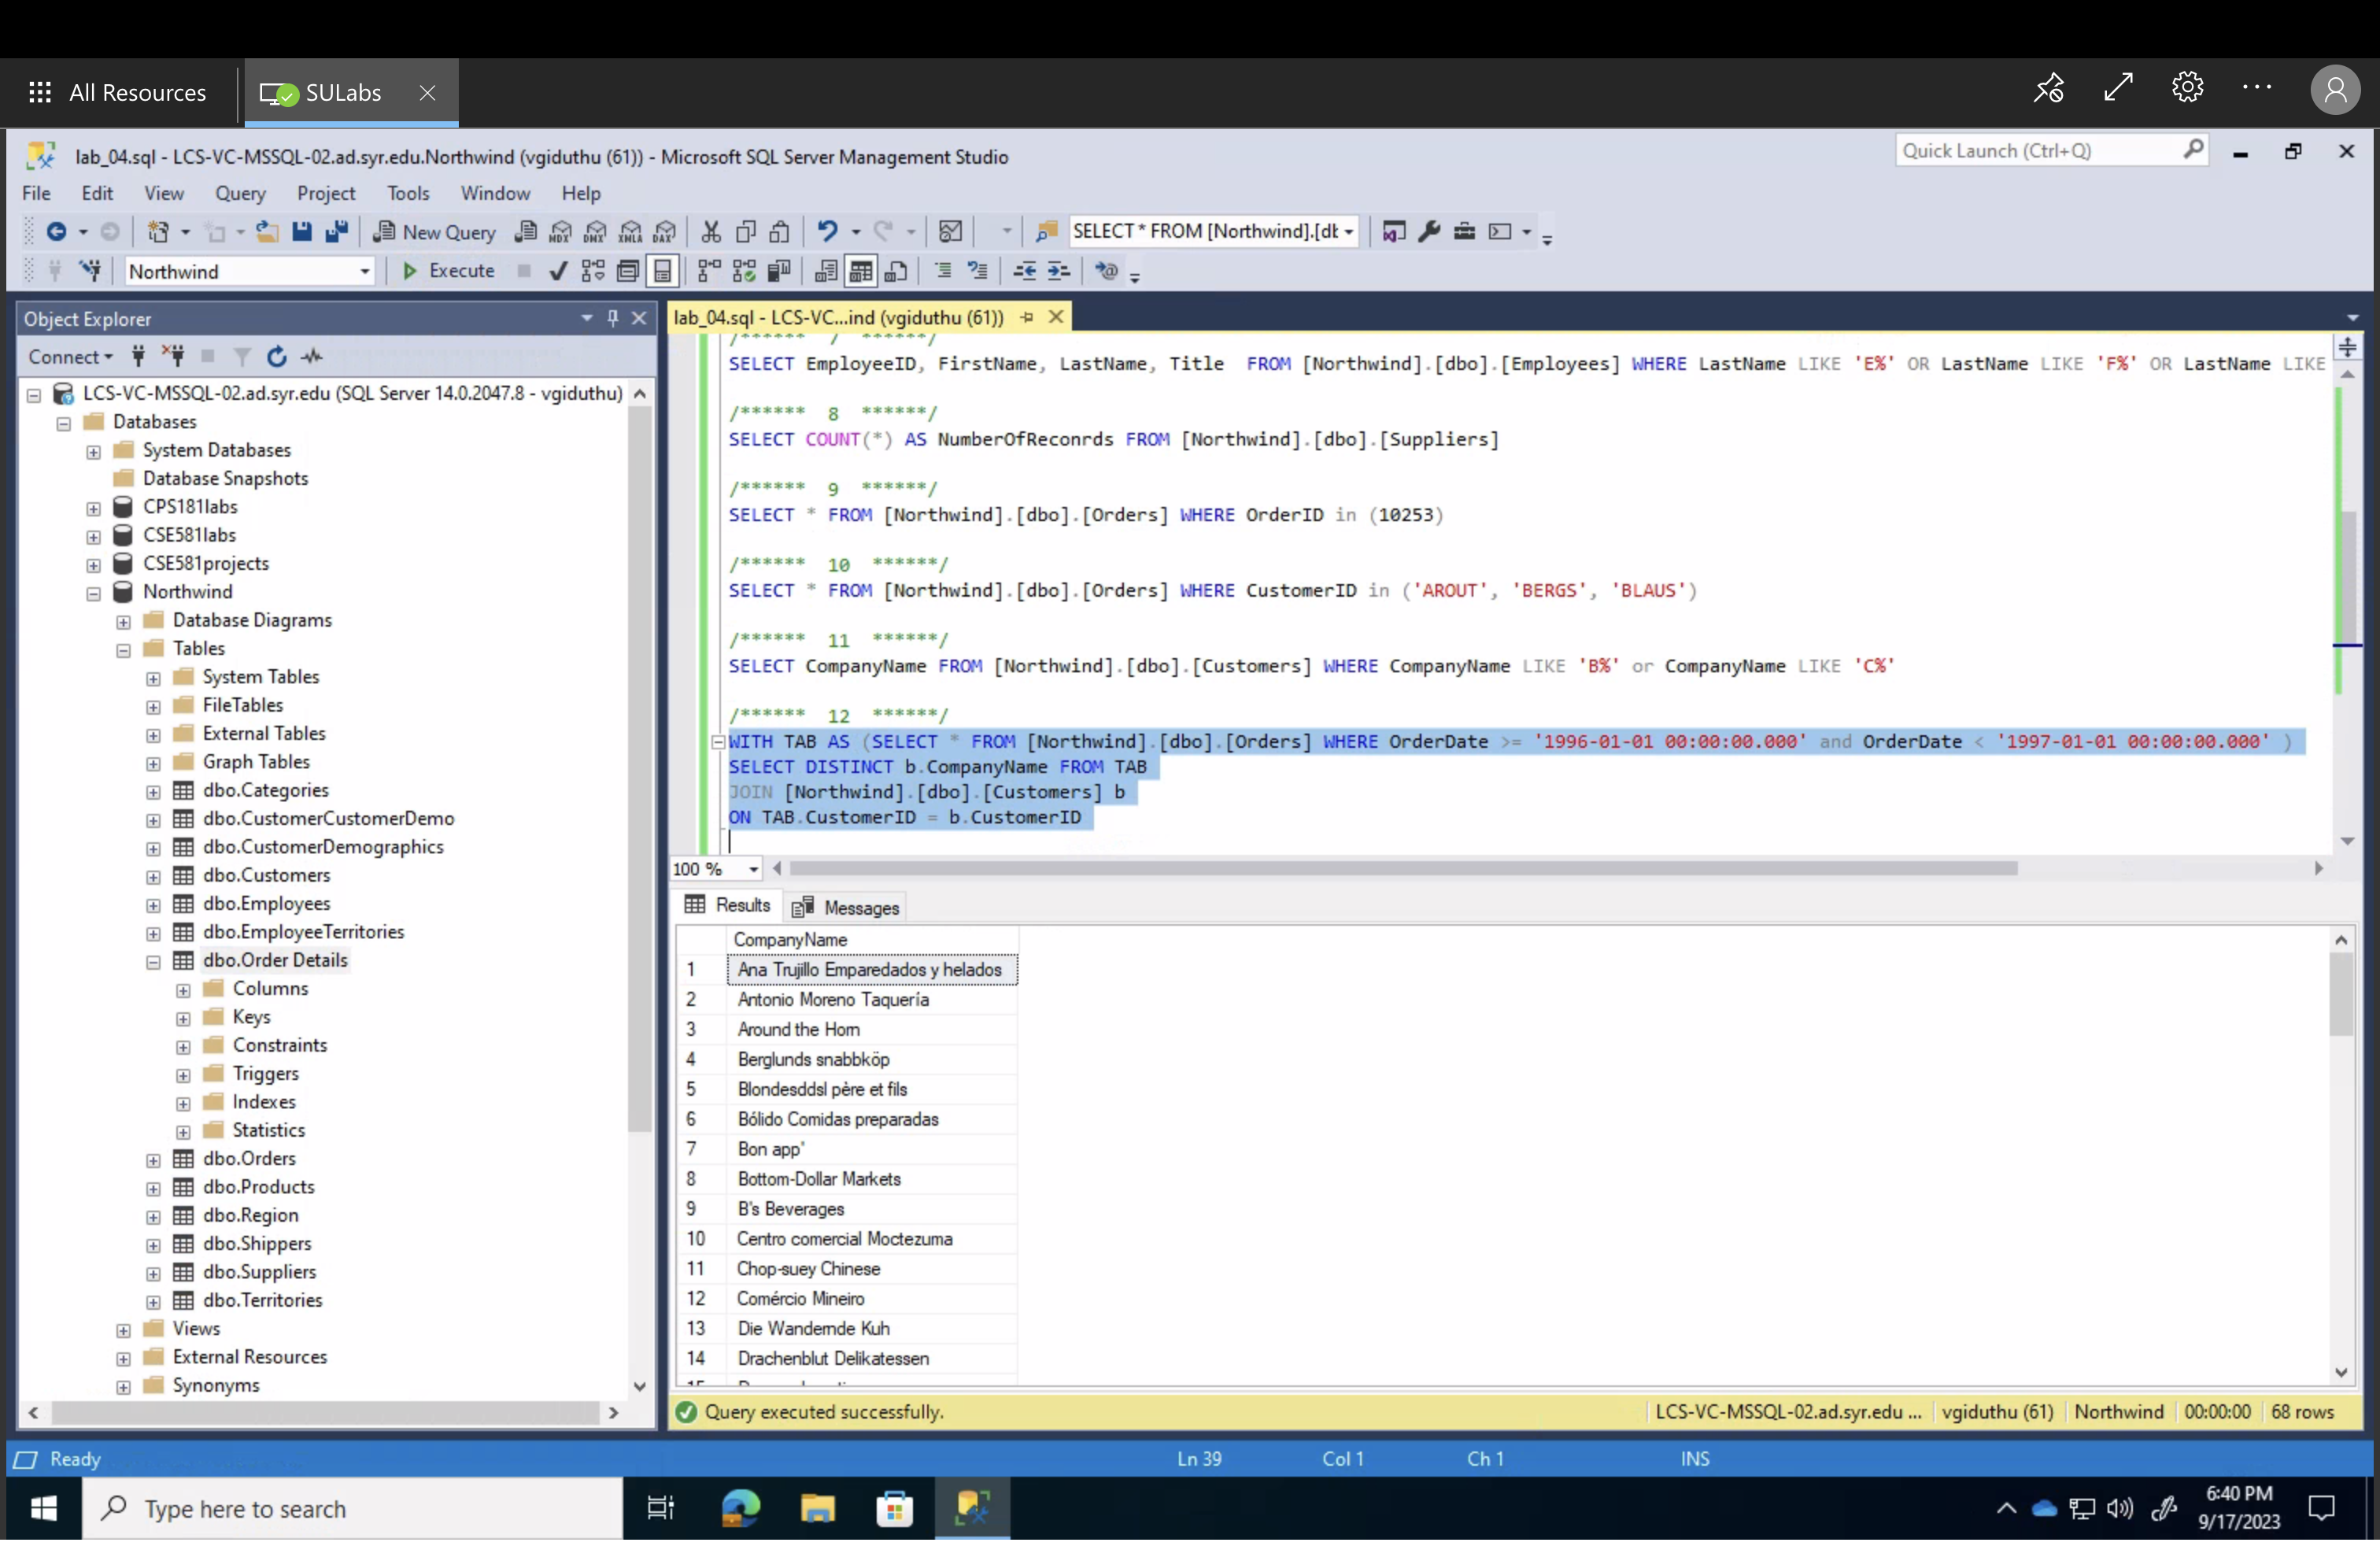 All Resources
SULabs
lab_04.sql - LCS-VC-MSSQL-02.ad.syr.edu.Northwind (vgiduthu (61)) - Microsoft SQL Server Management Studio
Quick Launch (Ctrl+Q)
File Edit View Query Project Tools Window Help
New Query MDX DMX XMLA DAX SELECT * FROM [Northwind].[dt
Northwind Execute
Object Explorer
Connect
LCS-VC-MSSQL-02.ad.syr.edu (SQL Server 14.0.2047.8 - vgiduthu)
Databases
System Databases
Database Snapshots
CPS181labs
CSE581labs
CSE581projects
Northwind
Database Diagrams
Tables
System Tables
FileTables
External Tables
Graph Tables
dbo.Categories
dbo.CustomerCustomerDemo
dbo.CustomerDemographics
dbo.Customers
dbo.Employees
dbo.EmployeeTerritories
dbo.Order Details
Columns
Keys
Constraints
Triggers
Indexes
Statistics
dbo.Orders
dbo.Products
dbo.Region
dbo.Shippers
dbo.Suppliers
dbo.Territories
Views
External Resources
Synonyms
lab_04.sql - LCS-VC...ind (vgiduthu (61))
/****** 7 ******/
SELECT EmployeeID, FirstName, LastName, Title  FROM [Northwind].[dbo].[Employees] WHERE LastName LIKE 'E%' OR LastName LIKE 'F%' OR LastName LIKE
/****** 8 ******/
SELECT COUNT(*) AS NumberOfReconrds FROM [Northwind].[dbo].[Suppliers]
/****** 9 ******/
SELECT * FROM [Northwind].[dbo].[Orders] WHERE OrderID in (10253)
/****** 10 ******/
SELECT * FROM [Northwind].[dbo].[Orders] WHERE CustomerID in ('AROUT', 'BERGS', 'BLAUS')
/****** 11 ******/
SELECT CompanyName FROM [Northwind].[dbo].[Customers] WHERE CompanyName LIKE 'B%' or CompanyName LIKE 'C%'
/****** 12 ******/
WITH TAB AS (SELECT * FROM [Northwind].[dbo].[Orders] WHERE OrderDate >= '1996-01-01 00:00:00.000' and OrderDate < '1997-01-01 00:00:00.000' )
SELECT DISTINCT b.CompanyName FROM TAB
JOIN [Northwind].[dbo].[Customers] b
ON TAB.CustomerID = b.CustomerID
100 %
Results Messages
CompanyName
1 Ana Trujillo Emparedados y helados
2 Antonio Moreno Taquería
3 Around the Horn
4 Berglunds snabbköp
5 Blondesddsl père et fils
6 Bólido Comidas preparadas
7 Bon app'
8 Bottom-Dollar Markets
9 B's Beverages
10 Centro comercial Moctezuma
11 Chop-suey Chinese
12 Comércio Mineiro
13 Die Wandernde Kuh
14 Drachenblut Delikatessen
15
Query executed successfully. LCS-VC-MSSQL-02.ad.syr.edu ... vgiduthu (61) Northwind 00:00:00 68 rows
Ready Ln 39 Col 1 Ch 1 INS
Type here to search
6:40 PM
9/17/2023